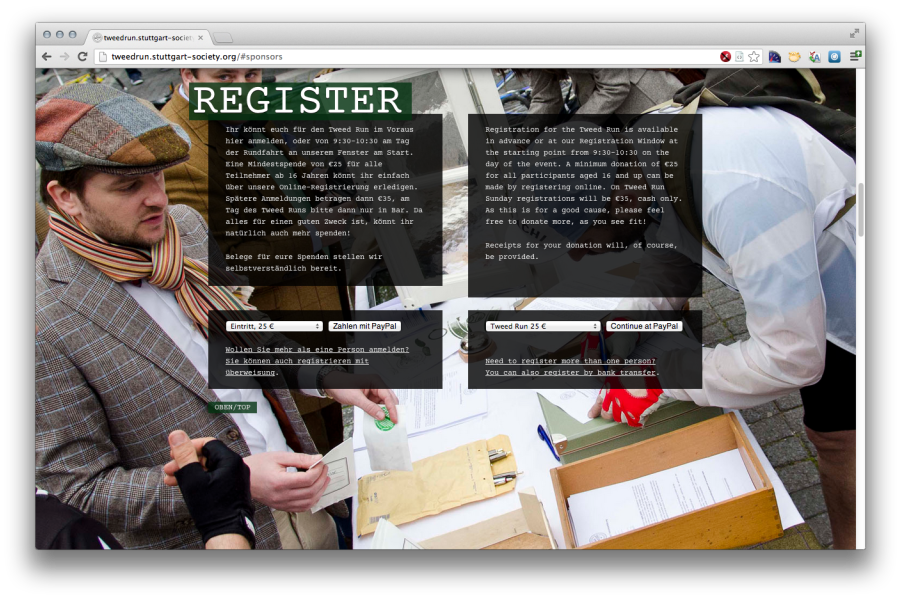 tweedrun.stuttgart-societ
tweedrun.stuttgart-society.org/#sponsors
REGISTER
Ihr könnt euch für den Tweed Run im Voraus
hier anmelden, oder von 9:30-10:30 am Tag
der Rundfahrt an unserem Fenster am Start.
Eine Mindestspende von €25 für alle
Teilnehmer ab 16 Jahren könnt ihr einfach
über unsere Online-Registrierung erledigen.
Spätere Anmeldungen betragen dann €35, am
Tag des Tweed Runs bitte dann nur in Bar. Da
alles für einen guten Zweck ist, könnt ihr
natürlich auch mehr spenden!
Belege für eure Spenden stellen wir
selbstverständlich bereit.
Registration for the Tweed Run is available
in advance or at our Registration Window at
the starting point from 9:30-10:30 on the
day of the event. A minimum donation of €25
for all participants aged 16 and up can be
made by registering online. On Tweed Run
Sunday registrations will be €35, cash only.
As this is for a good cause, please feel
free to donate more, as you see fit!
Receipts for your donation will, of course,
be provided.
Eintritt, 25 € Zahlen mit PayPal
Wollen Sie mehr als eine Person anmelden?
Sie können auch registrieren mit
Überweisung.
Tweed Run 25 € Continue at PayPal
Need to register more than one person?
You can also register by bank transfer.
OBEN/TOP